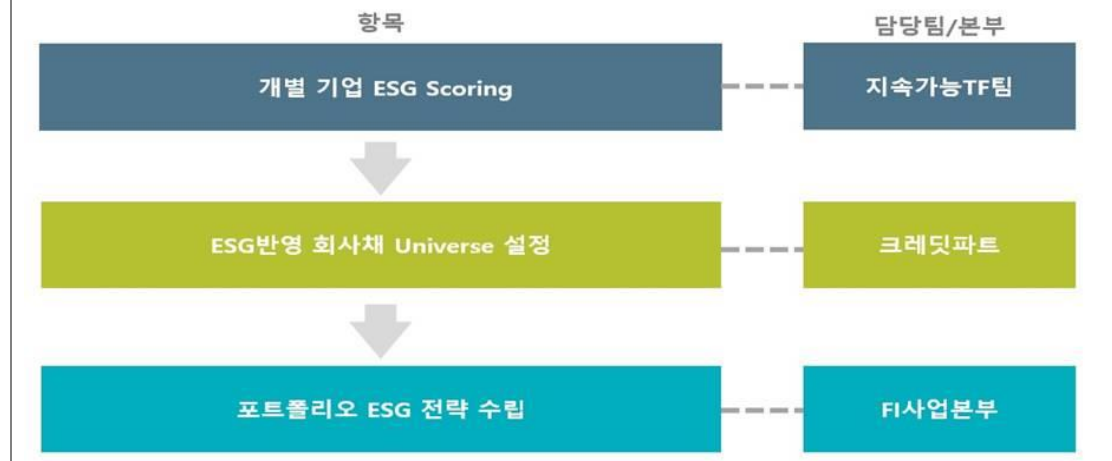 항목
담당팀/본부
개별 기업 ESG Scoring
지속가능TF팀
ESG반영 회사채 Universe 설정
크레딧파트
포트폴리오 ESG 전략 수립
FI사업본부